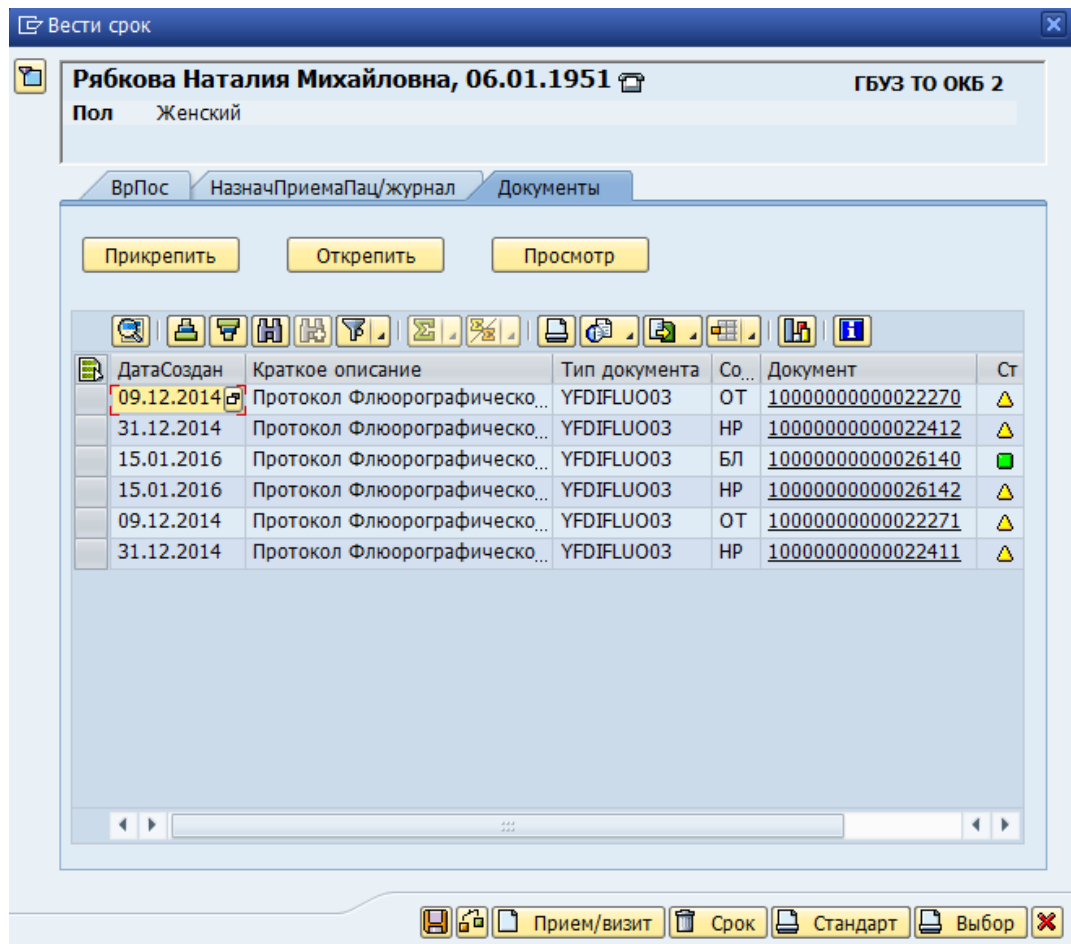 Вести срок
Рябкова Наталия Михайловна, 06.01.1951 ГБУЗ ТО ОКБ 2
Пол Женский
ВрПос НазначПриемаПац/журнал Документы
Прикрепить Открепить Просмотр
ДатаСоздан Краткое описание Тип документа Со... Документ Ст
09.12.2014 Протокол Флюорографическо... YFDIFLUO03 ОТ 10000000000022270
31.12.2014 Протокол Флюорографическо... YFDIFLUO03 НР 10000000000022412
15.01.2016 Протокол Флюорографическо... YFDIFLUO03 БЛ 10000000000026140
15.01.2016 Протокол Флюорографическо... YFDIFLUO03 НР 10000000000026142
09.12.2014 Протокол Флюорографическо... YFDIFLUO03 ОТ 10000000000022271
31.12.2014 Протокол Флюорографическо... YFDIFLUO03 НР 10000000000022411
Прием/визит Срок Стандарт Выбор